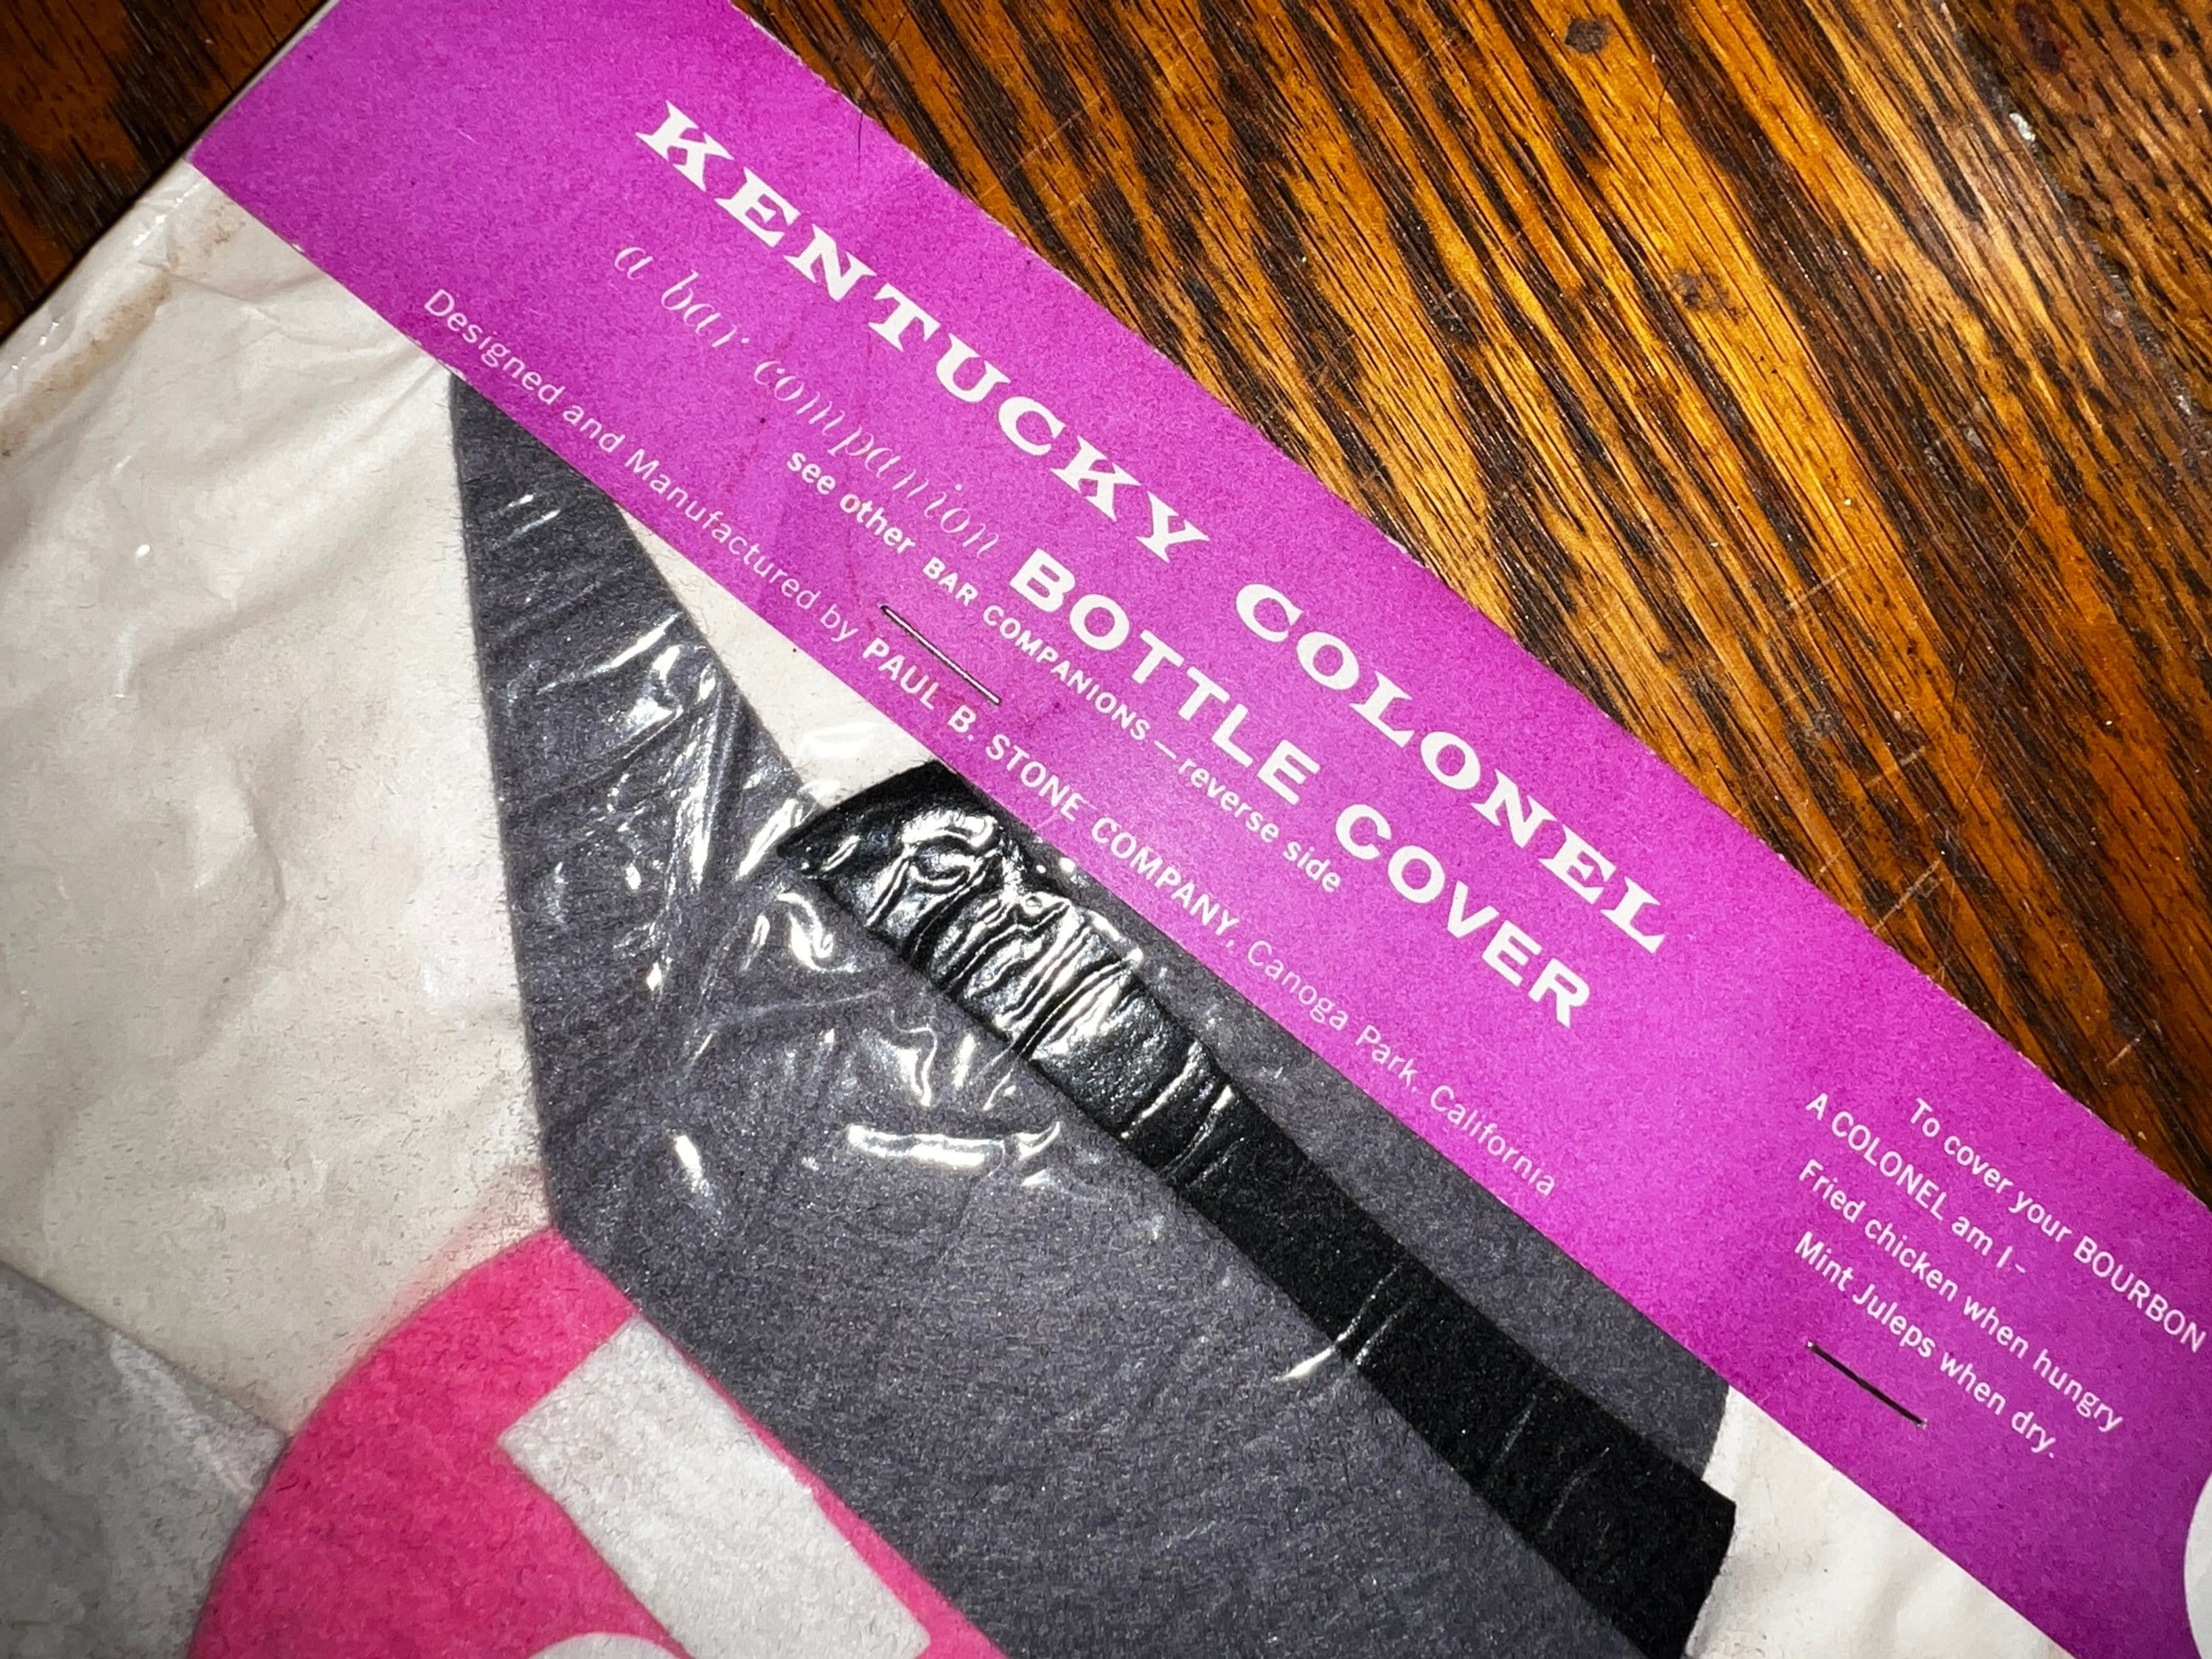 KENTUCKY COLONEL
a bar companion BOTTLE COVER
see other BAR COMPANIONS—reverse side
Designed and Manufactured by PAUL B. STONE COMPANY, Canoga Park, California
To cover your BOURBON
A COLONEL am I-
Fried chicken when hungry
Mint Juleps when dry.